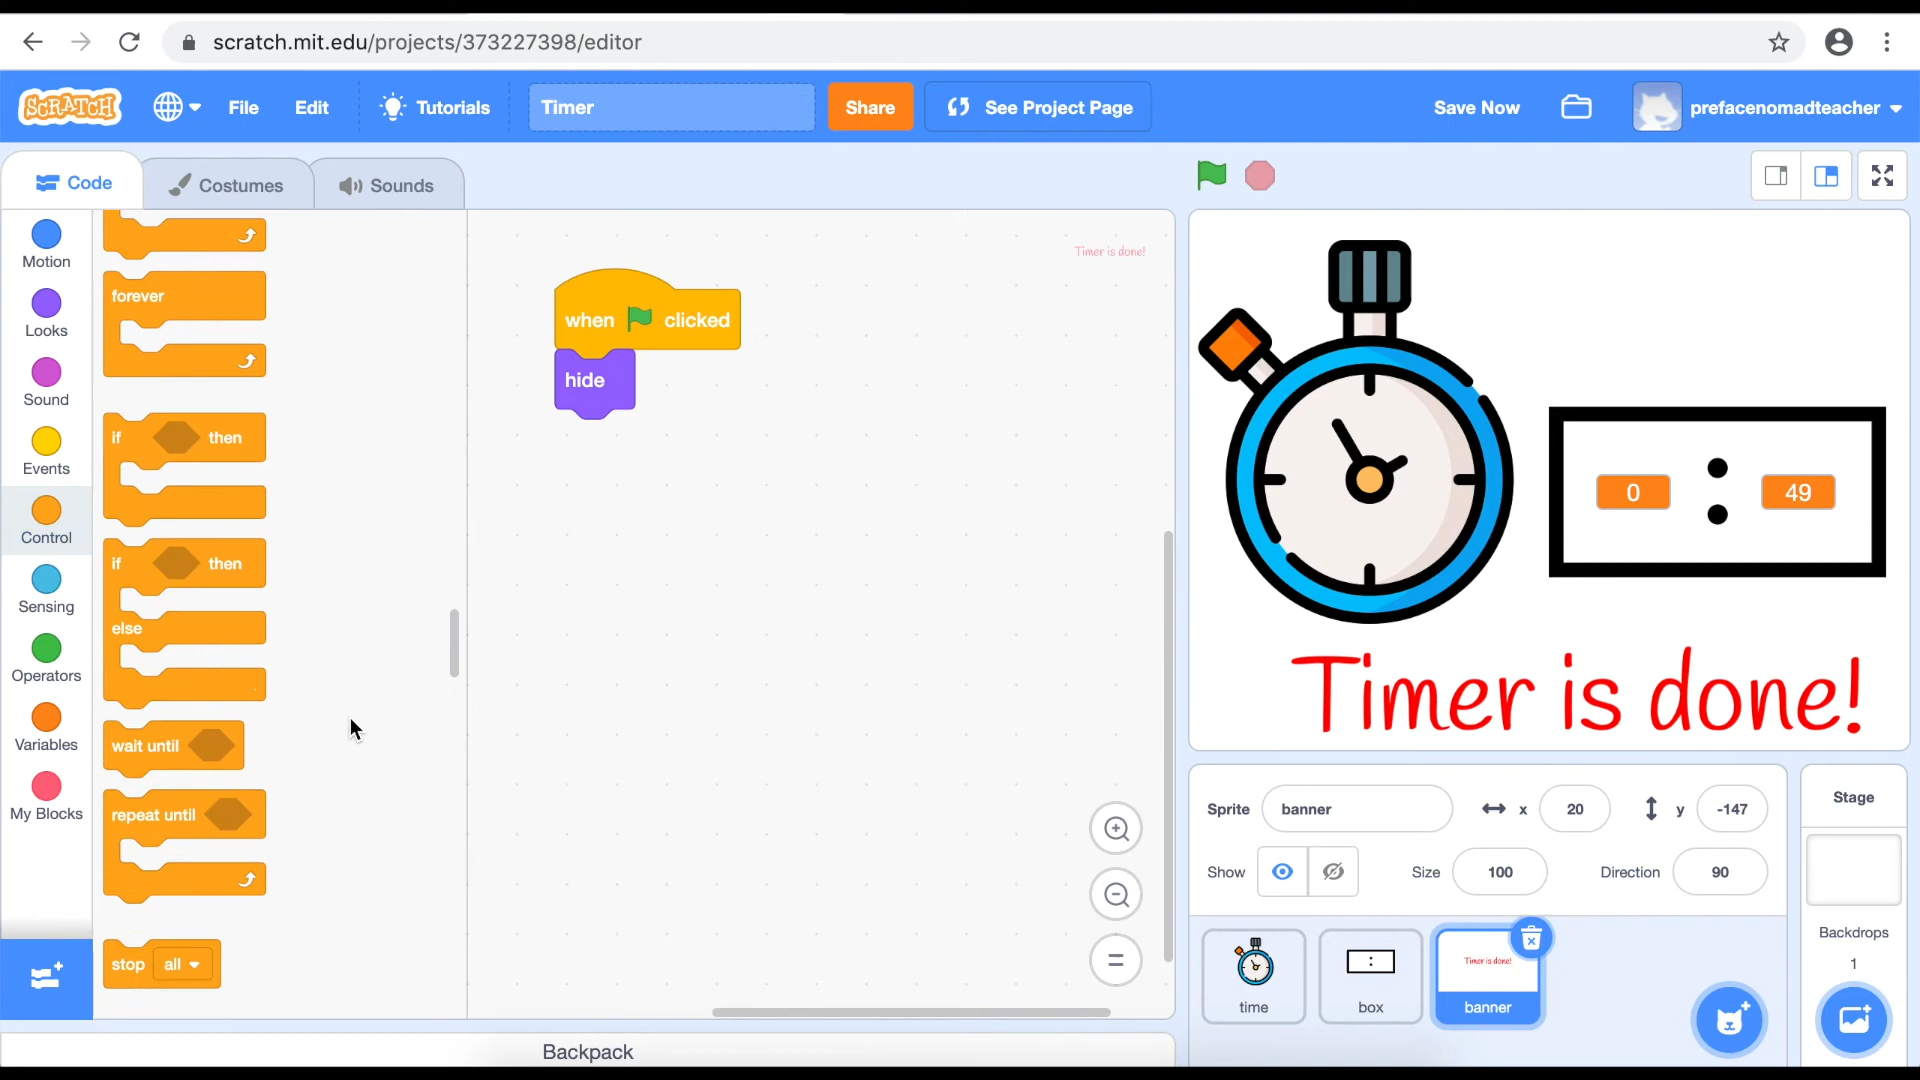 scratch.mit.edu/projects/373227398/editor
SCRATCH
File
Edit
Tutorials
Timer
Share
See Project Page
Save Now
prefacenomadteacher
Code
Costumes
Sounds
Motion
Looks
Sound
Events
Control
Sensing
Operators
Variables
My Blocks
forever
if then
if then
else
wait until
repeat until
stop all
when clicked
hide
Timer is done!
0 : 49
Timer is done!
Sprite
banner
x
20
y
-147
Show
Size
100
Direction
90
time
:
box
Timer is done!
banner
Stage
Backdrops
1
Backpack